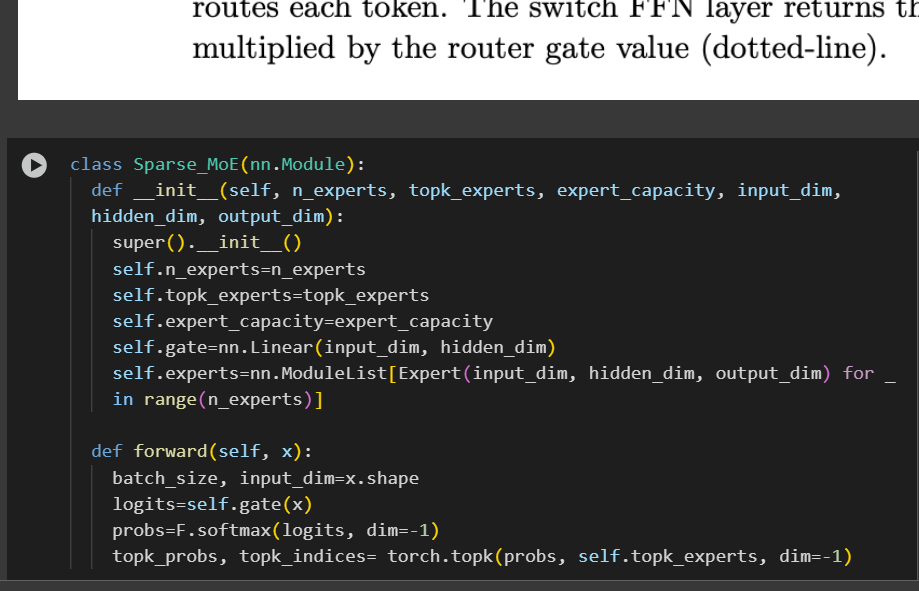 routes each token. The switch FFN layer returns th
multiplied by the router gate value (dotted-line).
class Sparse_MoE(nn.Module):
def __init__(self, n_experts, topk_experts, expert_capacity, input_dim,
hidden_dim, output_dim):
super().__init__()
self.n_experts=n_experts
self.topk_experts=topk_experts
self.expert_capacity=expert_capacity
self.gate=nn.Linear(input_dim, hidden_dim)
self.experts=nn.ModuleList[Expert(input_dim, hidden_dim, output_dim) for _
in range(n_experts)]
def forward(self, x):
batch_size, input_dim=x.shape
logits=self.gate(x)
probs=F.softmax(logits, dim=-1)
topk_probs, topk_indices= torch.topk(probs, self.topk_experts, dim=-1)